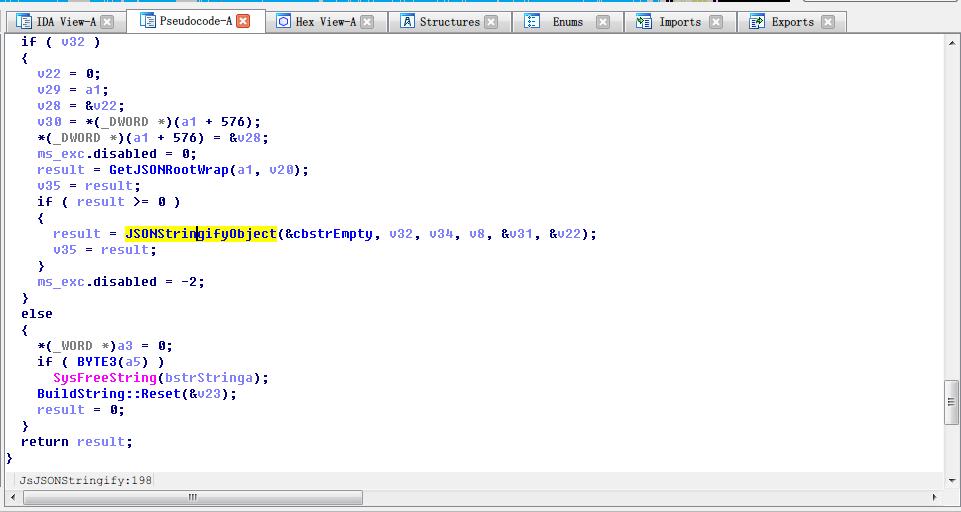 IDA View-A Pseudocode-A Hex View-A Structures Enums Imports Exports
if ( v32 )
{
v22 = 0;
v29 = a1;
v28 = &v22;
v30 = *(_DWORD *)(a1 + 576);
*(_DWORD *)(a1 + 576) = &v28;
ms_exc.disabled = 0;
result = GetJSONRootWrap(a1, v20);
v35 = result;
if ( result >= 0 )
{
result = JSONStringifyObject(&cbstrEmpty, v32, v34, v8, &v31, &v22);
v35 = result;
}
ms_exc.disabled = -2;
}
else
{
*(_WORD *)a3 = 0;
if ( BYTE3(a5) )
SysFreeString(bstrStringa);
BuildString::Reset(&v23);
result = 0;
}
return result;
}
JsJSONStringify:198